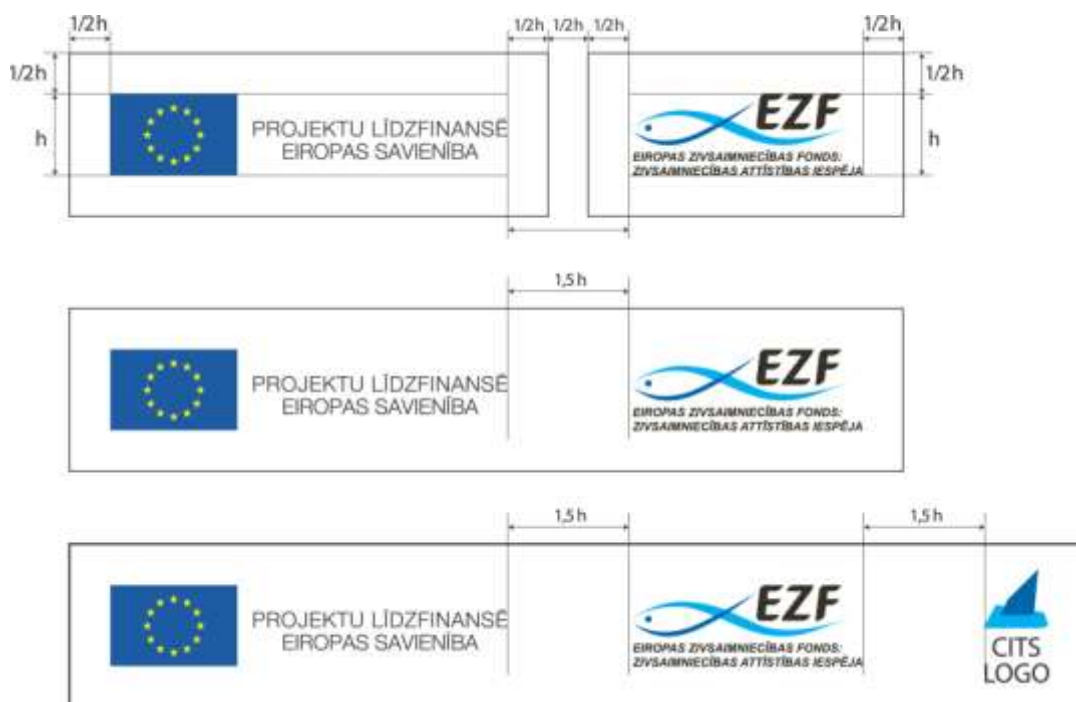 1/2h 1/2h 1/2h 1/2h 1/2h
1/2h 1/2h
h h
PROJEKTU LĪDZFINANSĒ
EIROPAS SAVIENĪBA
EZF
EIROPAS ZIVSAIMNIECĪBAS FONDS:
ZIVSAIMNIECĪBAS ATTĪSTĪBAS IESPĒJA
1,5 h
PROJEKTU LĪDZFINANSĒ
EIROPAS SAVIENĪBA
EZF
EIROPAS ZIVSAIMNIECĪBAS FONDS:
ZIVSAIMNIECĪBAS ATTĪSTĪBAS IESPĒJA
1,5 h 1,5 h
PROJEKTU LĪDZFINANSĒ
EIROPAS SAVIENĪBA
EZF
EIROPAS ZIVSAIMNIECĪBAS FONDS:
ZIVSAIMNIECĪBAS ATTĪSTĪBAS IESPĒJA
CITS
LOGO